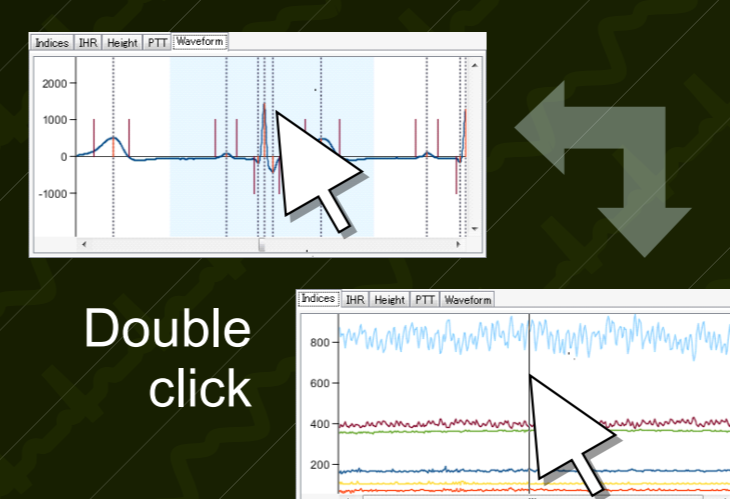 Indices IHR Height PTT Waveform
2000
1000
0
-1000
Double
click
Indices IHR Height PTT Waveform
800
600
400
200